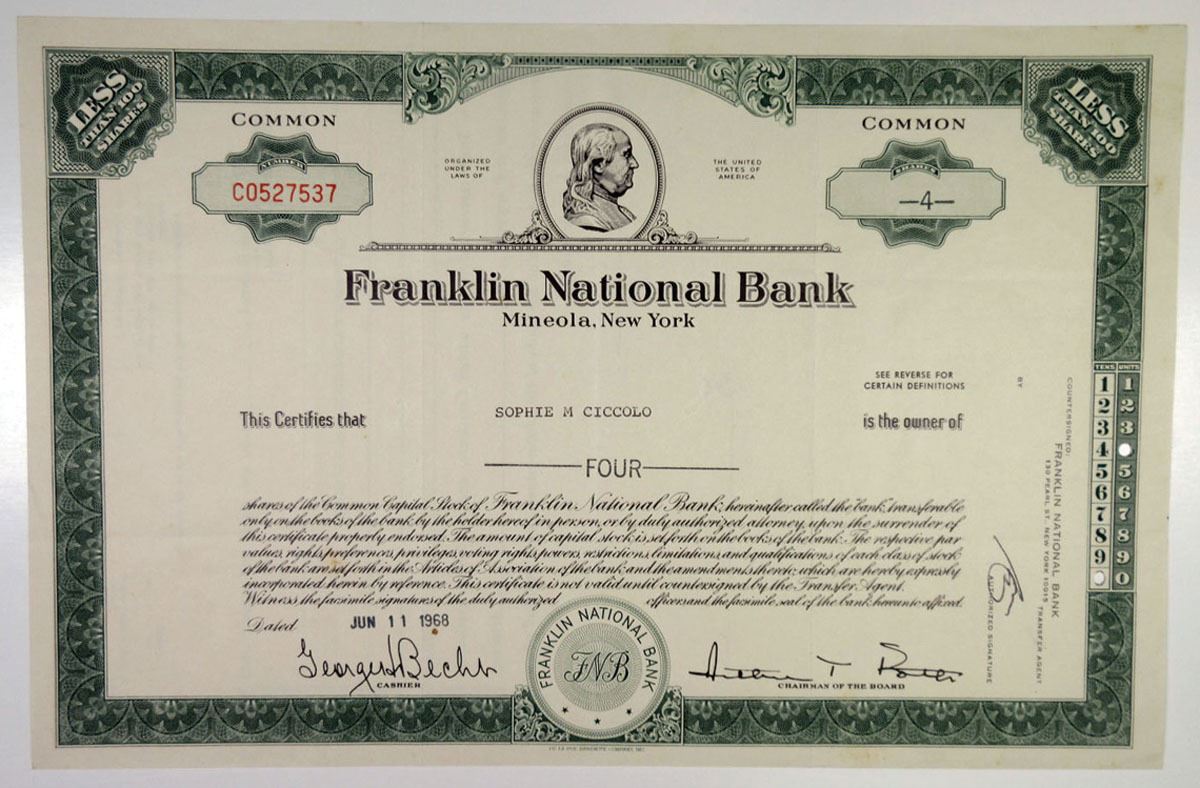 LESS
THAN 100
SHARES
LESS
THAN 100
SHARES
COMMON
COMMON
NUMBER
C0527537
ORGANIZED
UNDER THE
LAWS OF
THE UNITED
STATES OF
AMERICA
SHARES
—4—
Franklin National Bank
Mineola, New York
SEE REVERSE FOR
CERTAIN DEFINITIONS
This Certifies that
SOPHIE M CICCOLO
is the owner of
FOUR
shares of the Common Capital Stock of Franklin National Bank, hereinafter called the bank, transferable
only on the books of the bank by the holder hereof in person, or by duly authorized attorney, upon the surrender of
this certificate properly endorsed. The amount of capital stock is set forth on the books of the bank. The respective par
values, rights, preferences, privileges, voting rights, powers, restrictions, limitations, and qualifications of each class of stock
of the bank are set forth in the Articles of Association of the bank and the amendments thereto, which are hereby expressly
incorporated herein by reference. This certificate is not valid until countersigned by the Transfer Agent.
Witness the facsimile signatures of the duly authorized officers and the facsimile seal of the bank hereunto affixed.
Dated JUN 11 1968
CASHIER
FRANKLIN NATIONAL BANK
FNB
CHAIRMAN OF THE BOARD
COUNTERSIGNED:
FRANKLIN NATIONAL BANK
130 PEARL ST., NEW YORK 10015 TRANSFER AGENT
BY
AUTHORIZED SIGNATURE
TENS UNITS
1 1
2 2
3 3
4
5 5
6 6
7 7
8 8
9 9
0